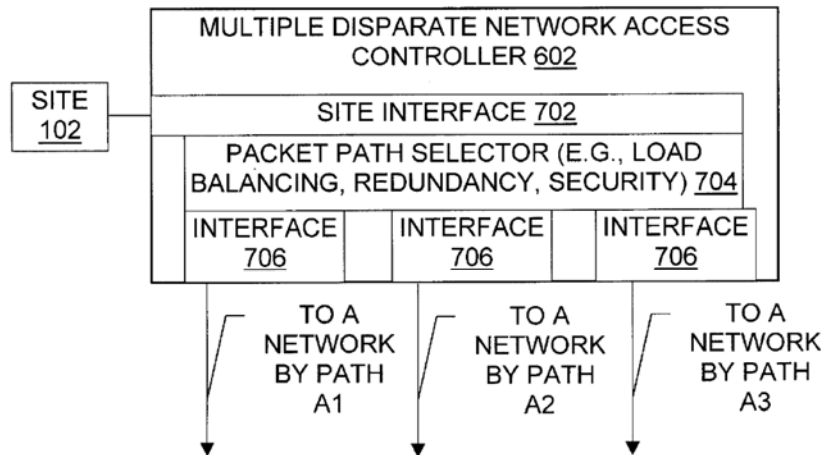 MULTIPLE DISPARATE NETWORK ACCESS
CONTROLLER 602
SITE
102
SITE INTERFACE 702
PACKET PATH SELECTOR (E.G., LOAD
BALANCING, REDUNDANCY, SECURITY) 704
INTERFACE
706
INTERFACE
706
INTERFACE
706
TO A
NETWORK
BY PATH
A1
TO A
NETWORK
BY PATH
A2
TO A
NETWORK
BY PATH
A3